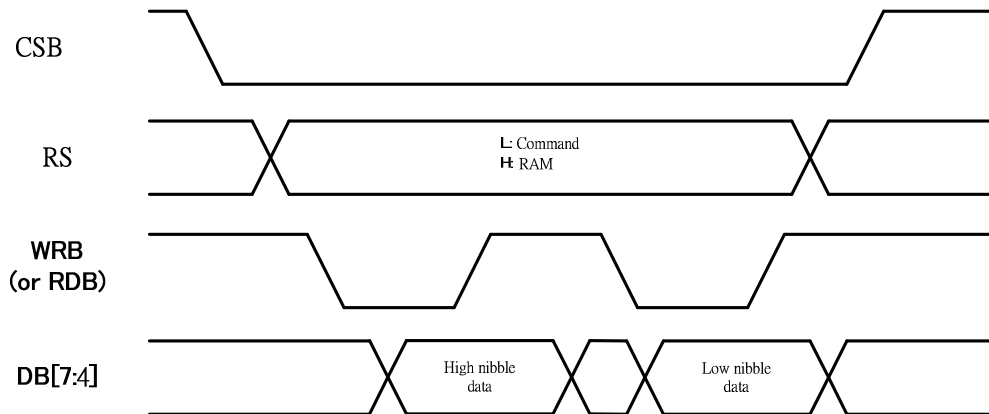 CSB
RS
L: Command
H: RAM
WRB
(or RDB)
DB[7:4]
High nibble
data
Low nibble
data